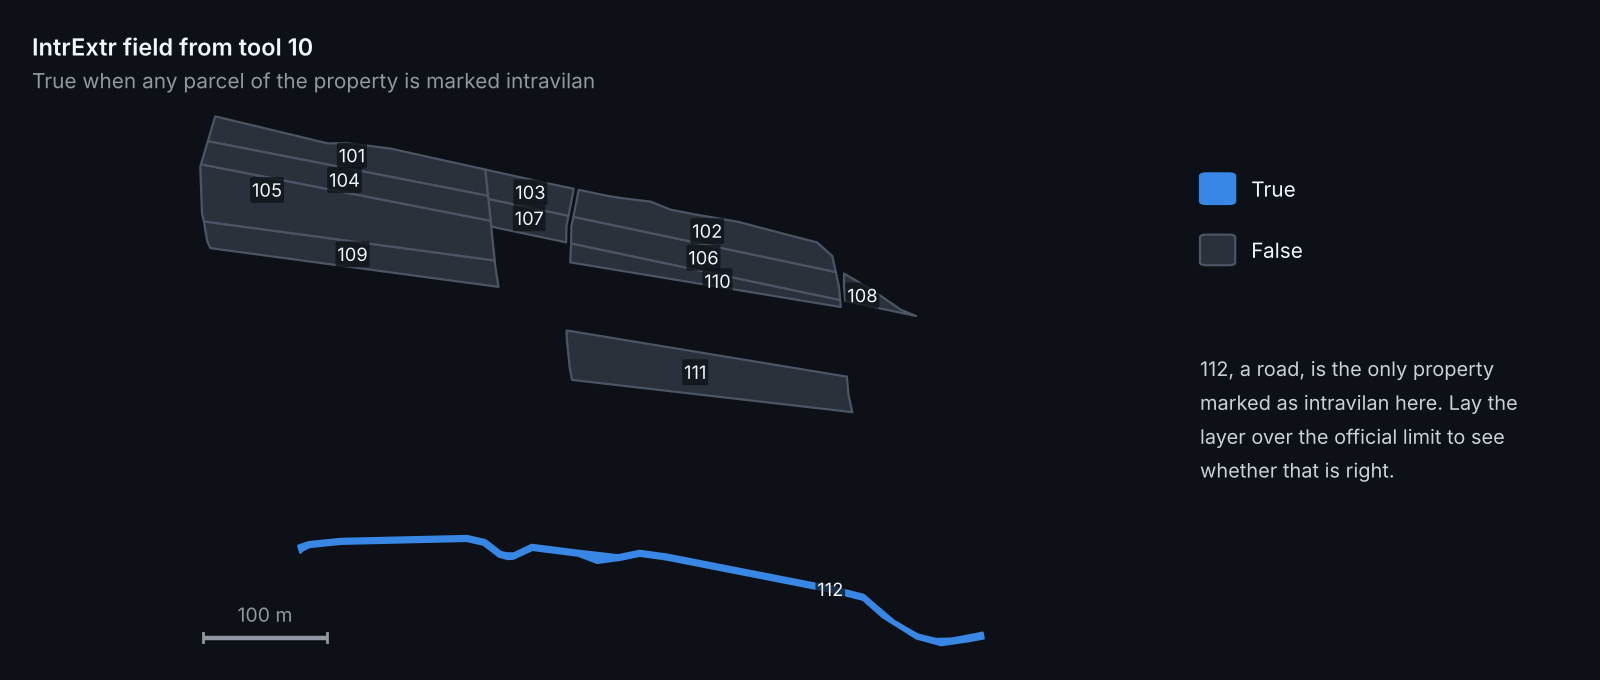 IntrExtr field from tool 10
True when any parcel of the property is marked intravilan
101
104
105
103
107
102
109
106
110
108
111
True
False
112, a road, is the only property
marked as intravilan here. Lay the
layer over the official limit to see
whether that is right.
112
100 m